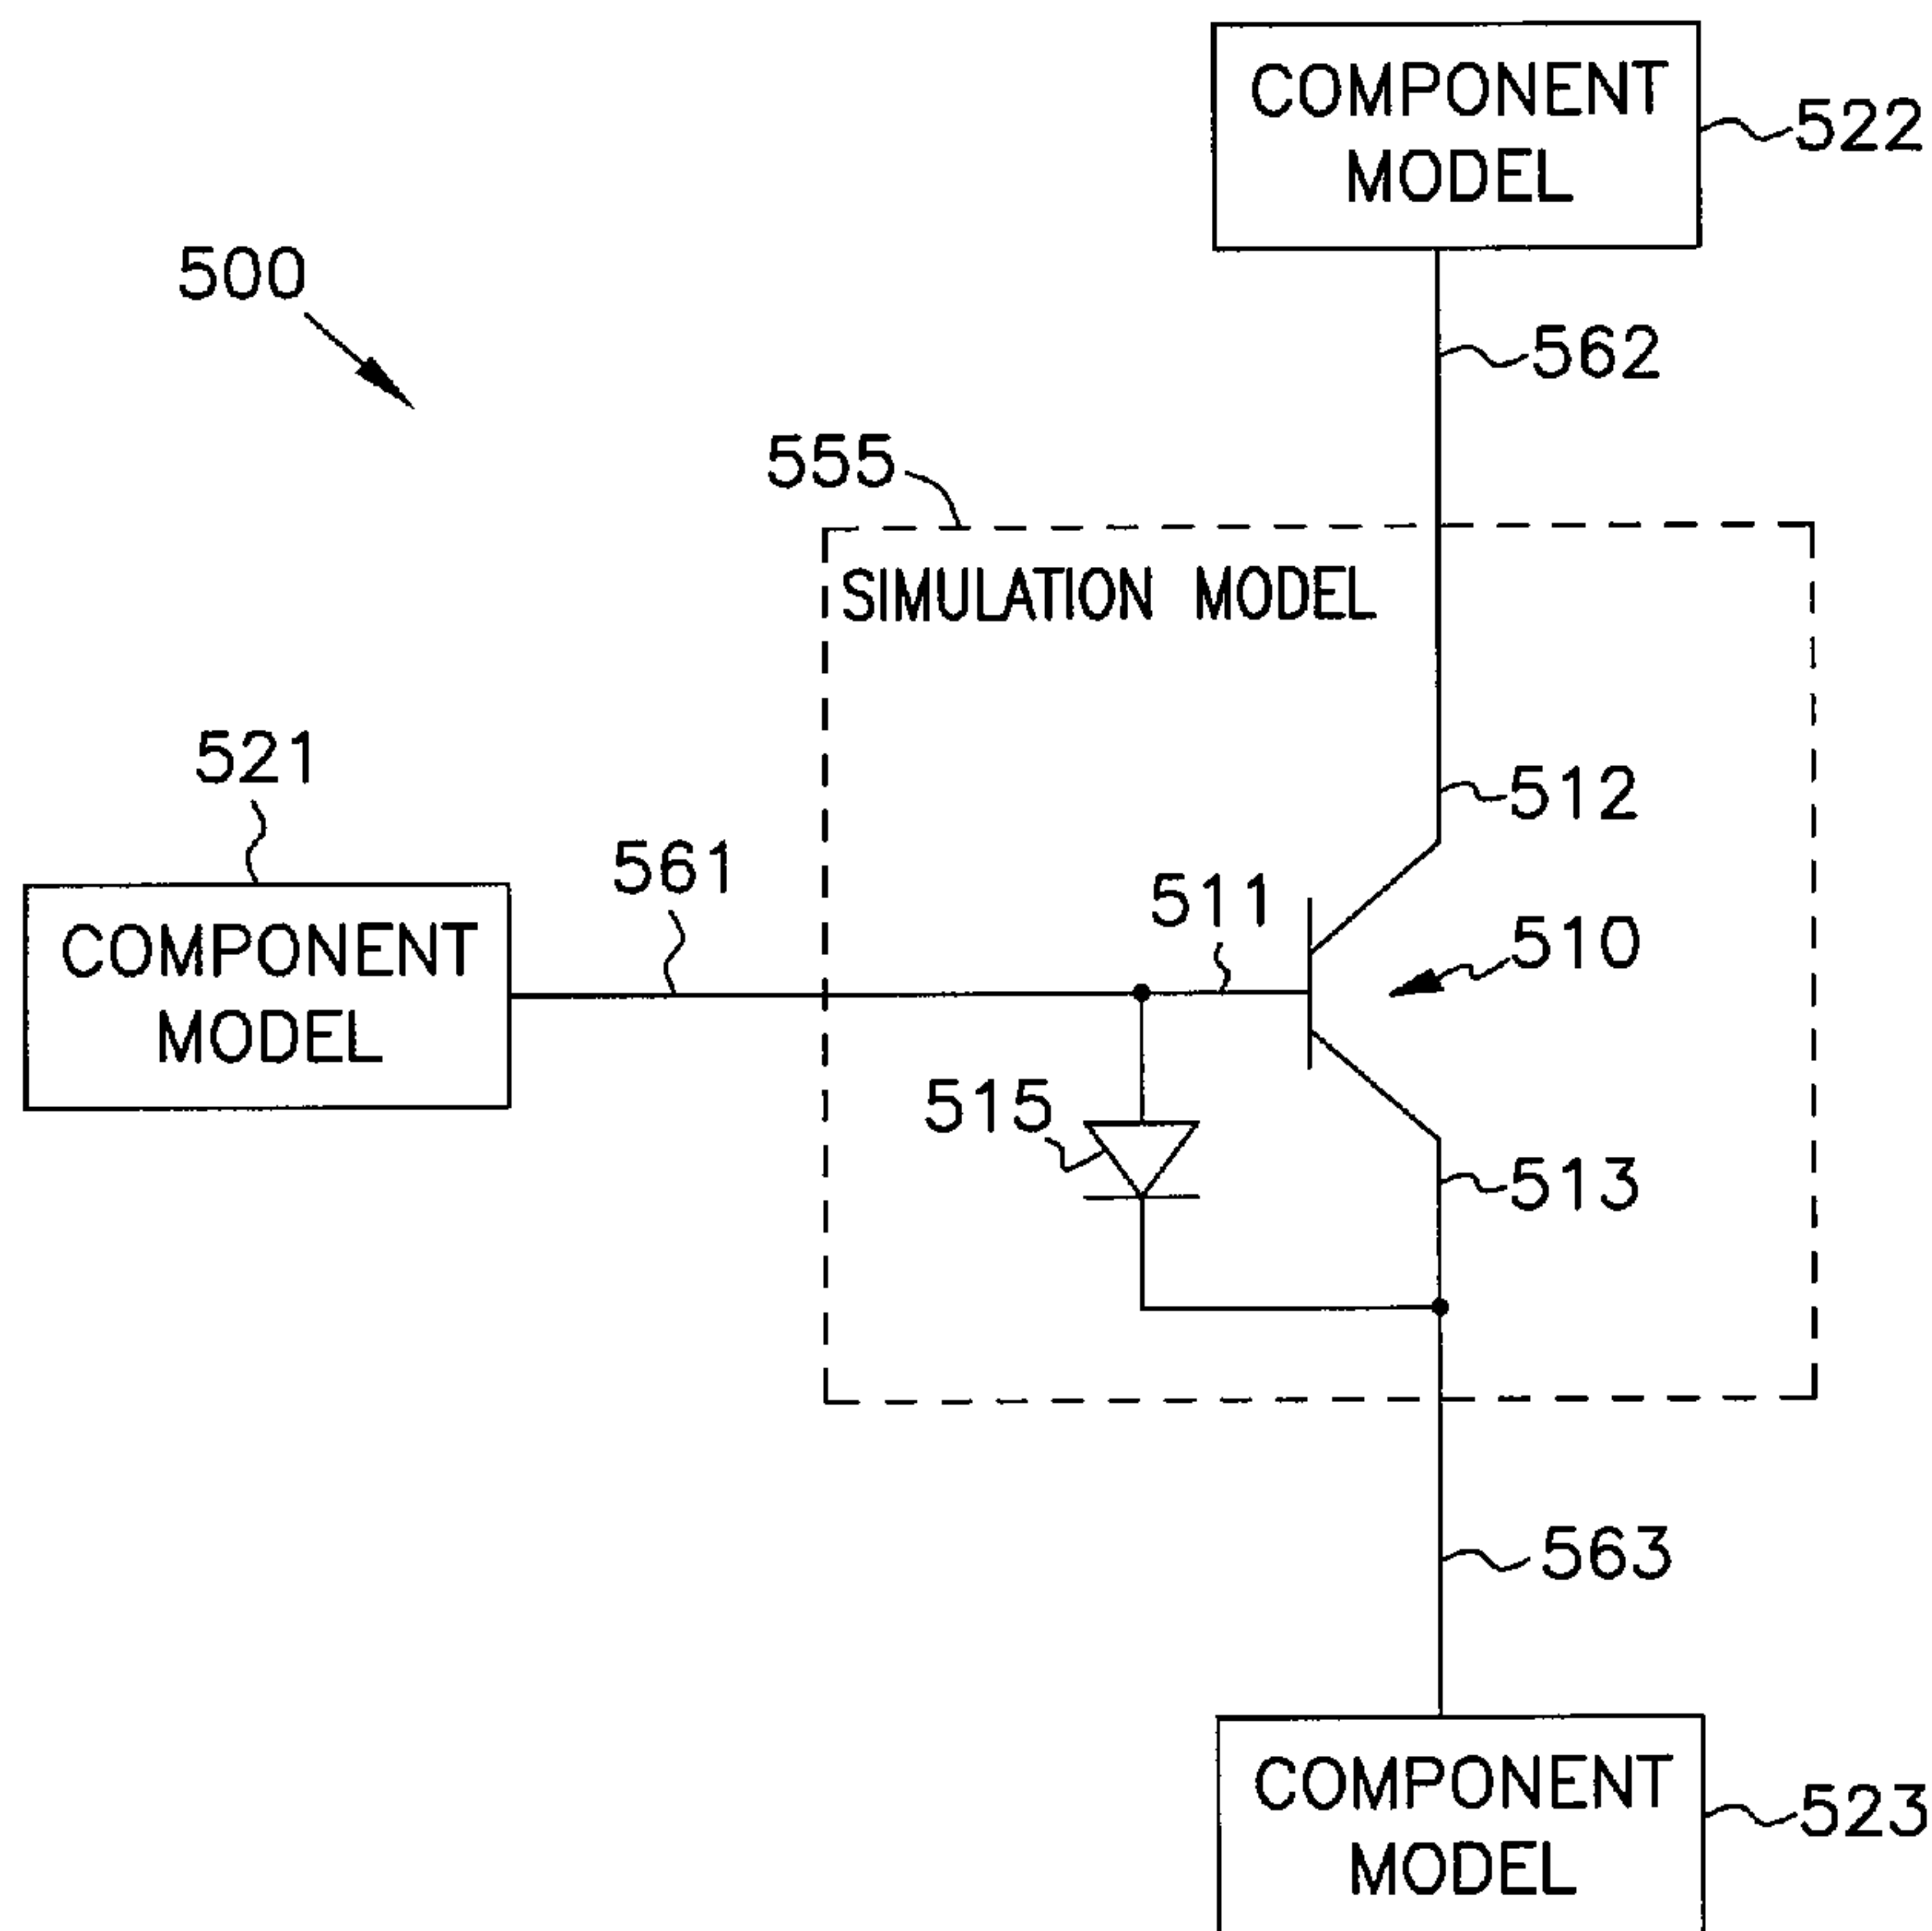 COMPONENT
MODEL
522
500
562
555
SIMULATION MODEL
521
512
561
511
COMPONENT
MODEL
510
515
513
563
COMPONENT
MODEL
523